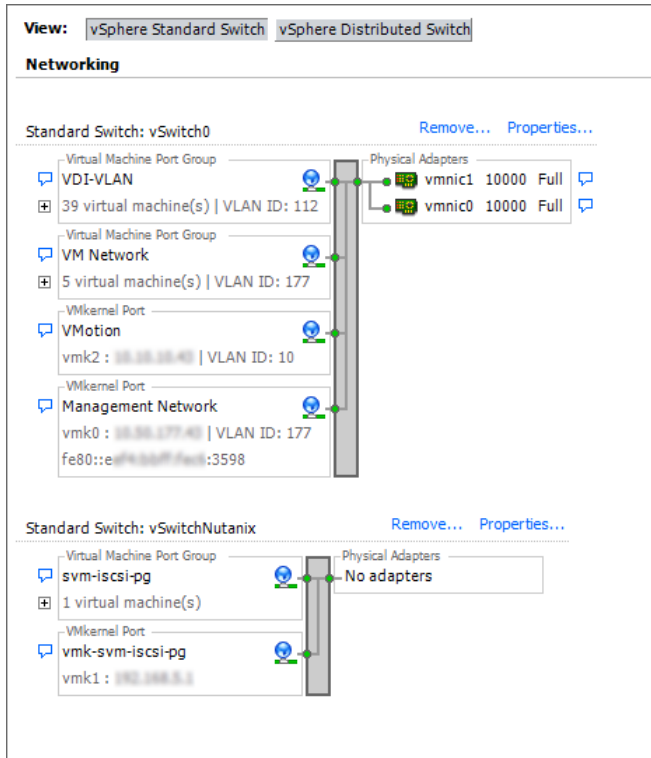 View: vSphere Standard Switch vSphere Distributed Switch
Networking
Standard Switch: vSwitch0 Remove... Properties...
Virtual Machine Port Group
VDI-VLAN
39 virtual machine(s) | VLAN ID: 112
Physical Adapters
vmnic1 10000 Full
vmnic0 10000 Full
Virtual Machine Port Group
VM Network
5 virtual machine(s) | VLAN ID: 177
VMkernel Port
VMotion
vmk2 : | VLAN ID: 10
VMkernel Port
Management Network
vmk0 : | VLAN ID: 177
fe80::e :3598
Standard Switch: vSwitchNutanix Remove... Properties...
Virtual Machine Port Group
svm-iscsi-pg
1 virtual machine(s)
Physical Adapters
No adapters
VMkernel Port
vmk-svm-iscsi-pg
vmk1 :